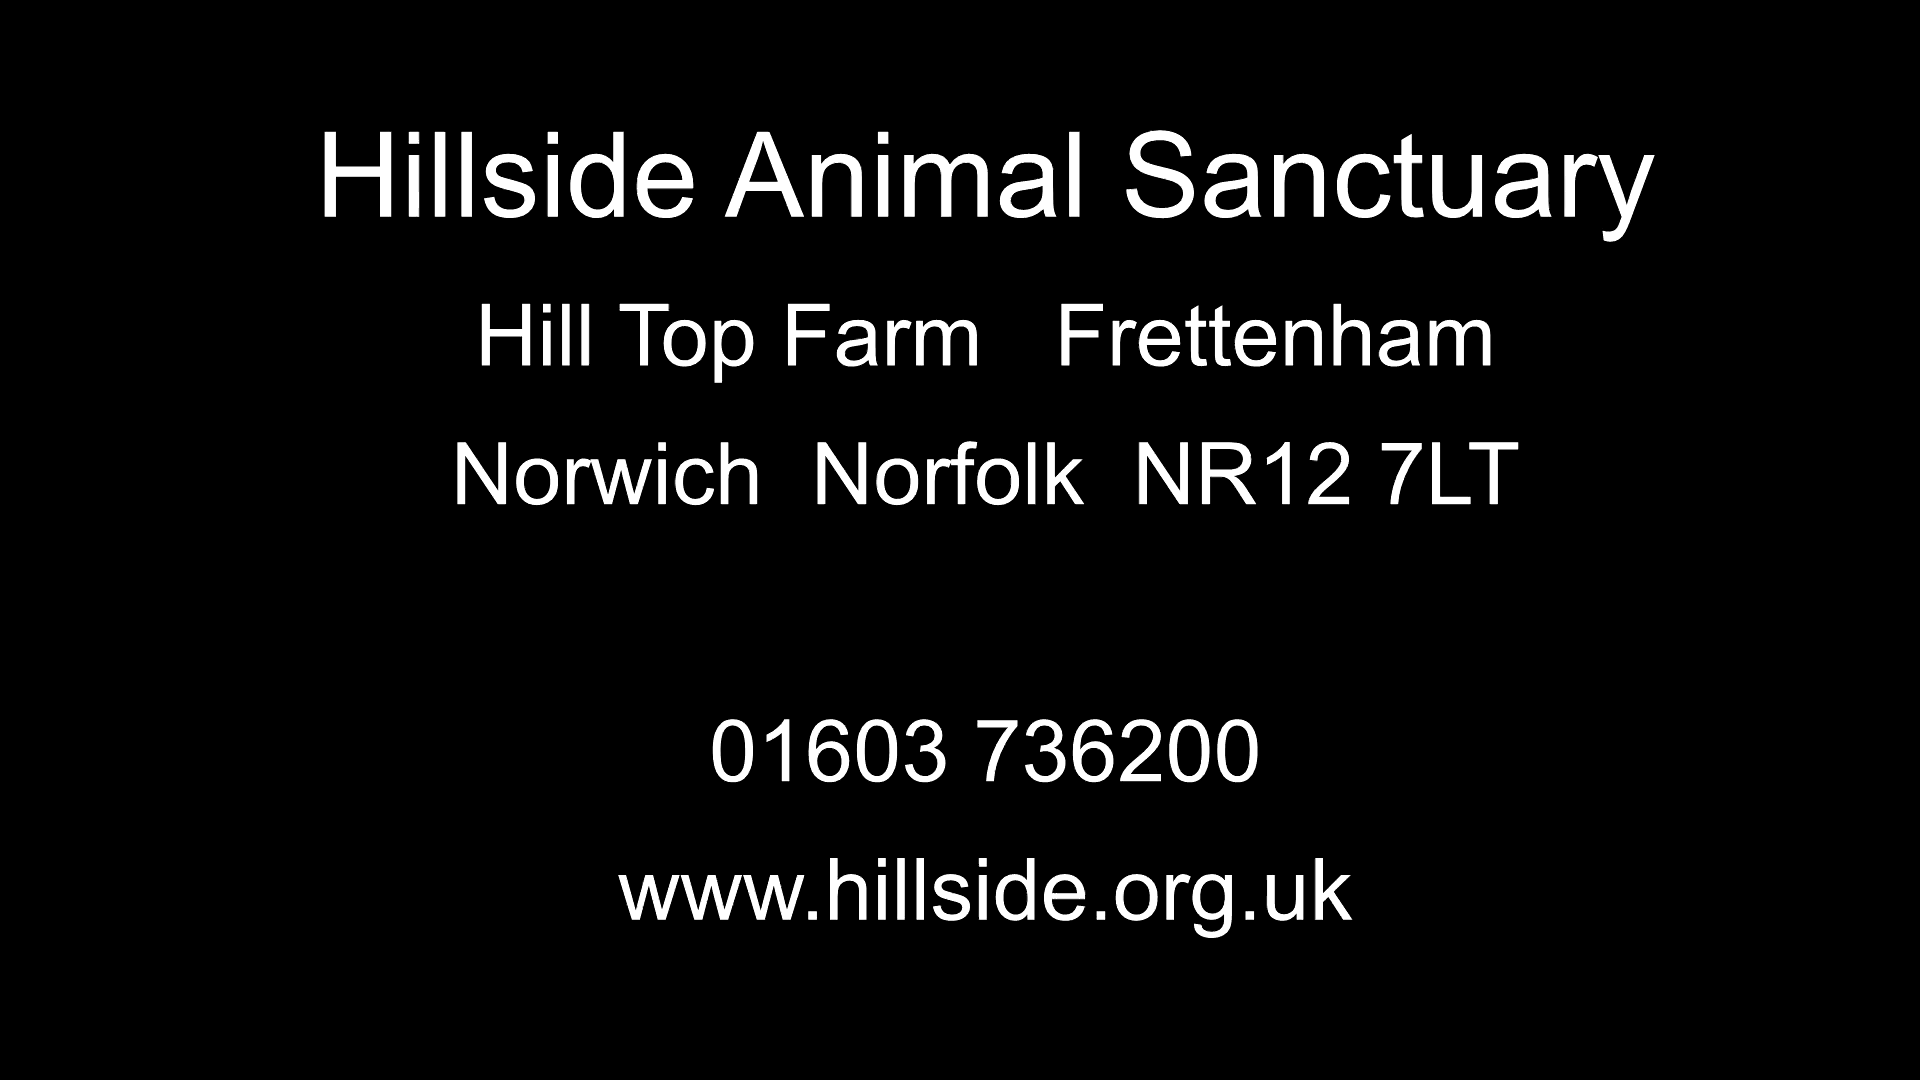 Hillside Animal Sanctuary
Hill Top Farm   Frettenham
Norwich  Norfolk  NR12 7LT
01603 736200
www.hillside.org.uk